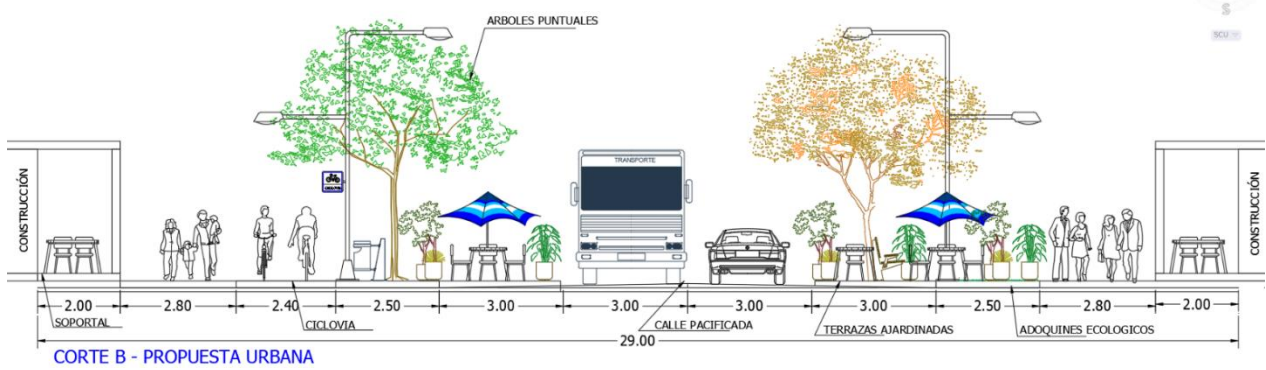 S
SCU
ARBOLES PUNTUALES
TRANSPORTE
CONSTRUCCIÓN
CONSTRUCCIÓN
2.00 2.80 2.40 2.50 3.00 3.00 3.00 3.00 2.50 2.80 2.00
SOPORTAL
CICLOVIA
CALLE PACIFICADA
TERRAZAS AJARDINADAS
ADOQUINES ECOLOGICOS
29.00
CORTE B - PROPUESTA URBANA